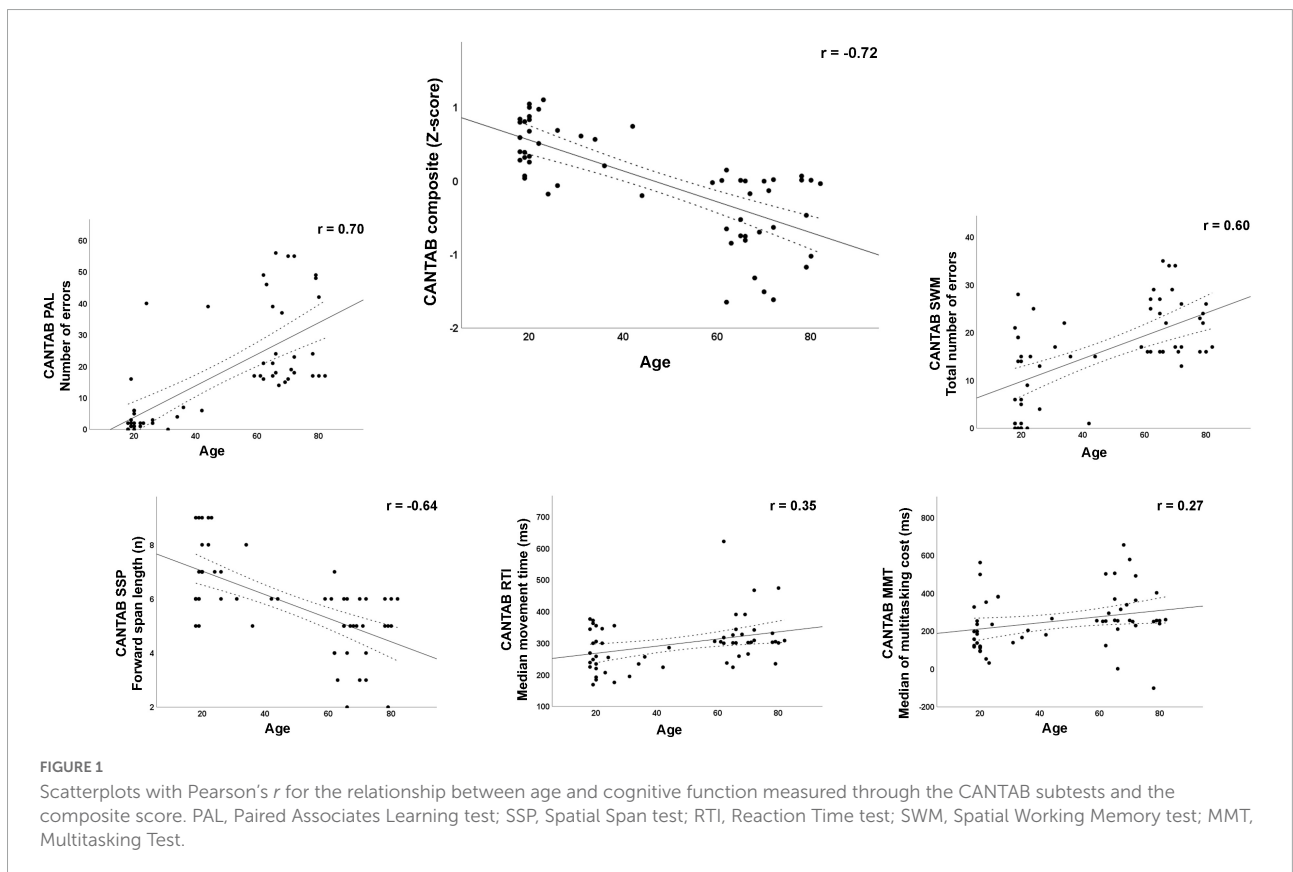 r = -0.72
CANTAB composite (Z-score)
1
0
-1
-2
20
40
60
80
Age
r = 0.70
CANTAB PAL
Number of errors
60
50
40
30
20
10
0
20
40
60
80
Age
r = 0.60
CANTAB SWM
Total number of errors
40
30
20
10
0
20
40
60
80
Age
r = -0.64
CANTAB SSP
Forward span length (n)
8
6
4
2
20
40
60
80
Age
r = 0.35
CANTAB RTI
Median movement time (ms)
700
600
500
400
300
200
100
20
40
60
80
Age
r = 0.27
CANTAB MMT
Median of multitasking cost (ms)
800
600
400
200
0
-200
20
40
60
80
Age
FIGURE 1
Scatterplots with Pearson's r for the relationship between age and cognitive function measured through the CANTAB subtests and the
composite score. PAL, Paired Associates Learning test; SSP, Spatial Span test; RTI, Reaction Time test; SWM, Spatial Working Memory test; MMT,
Multitasking Test.